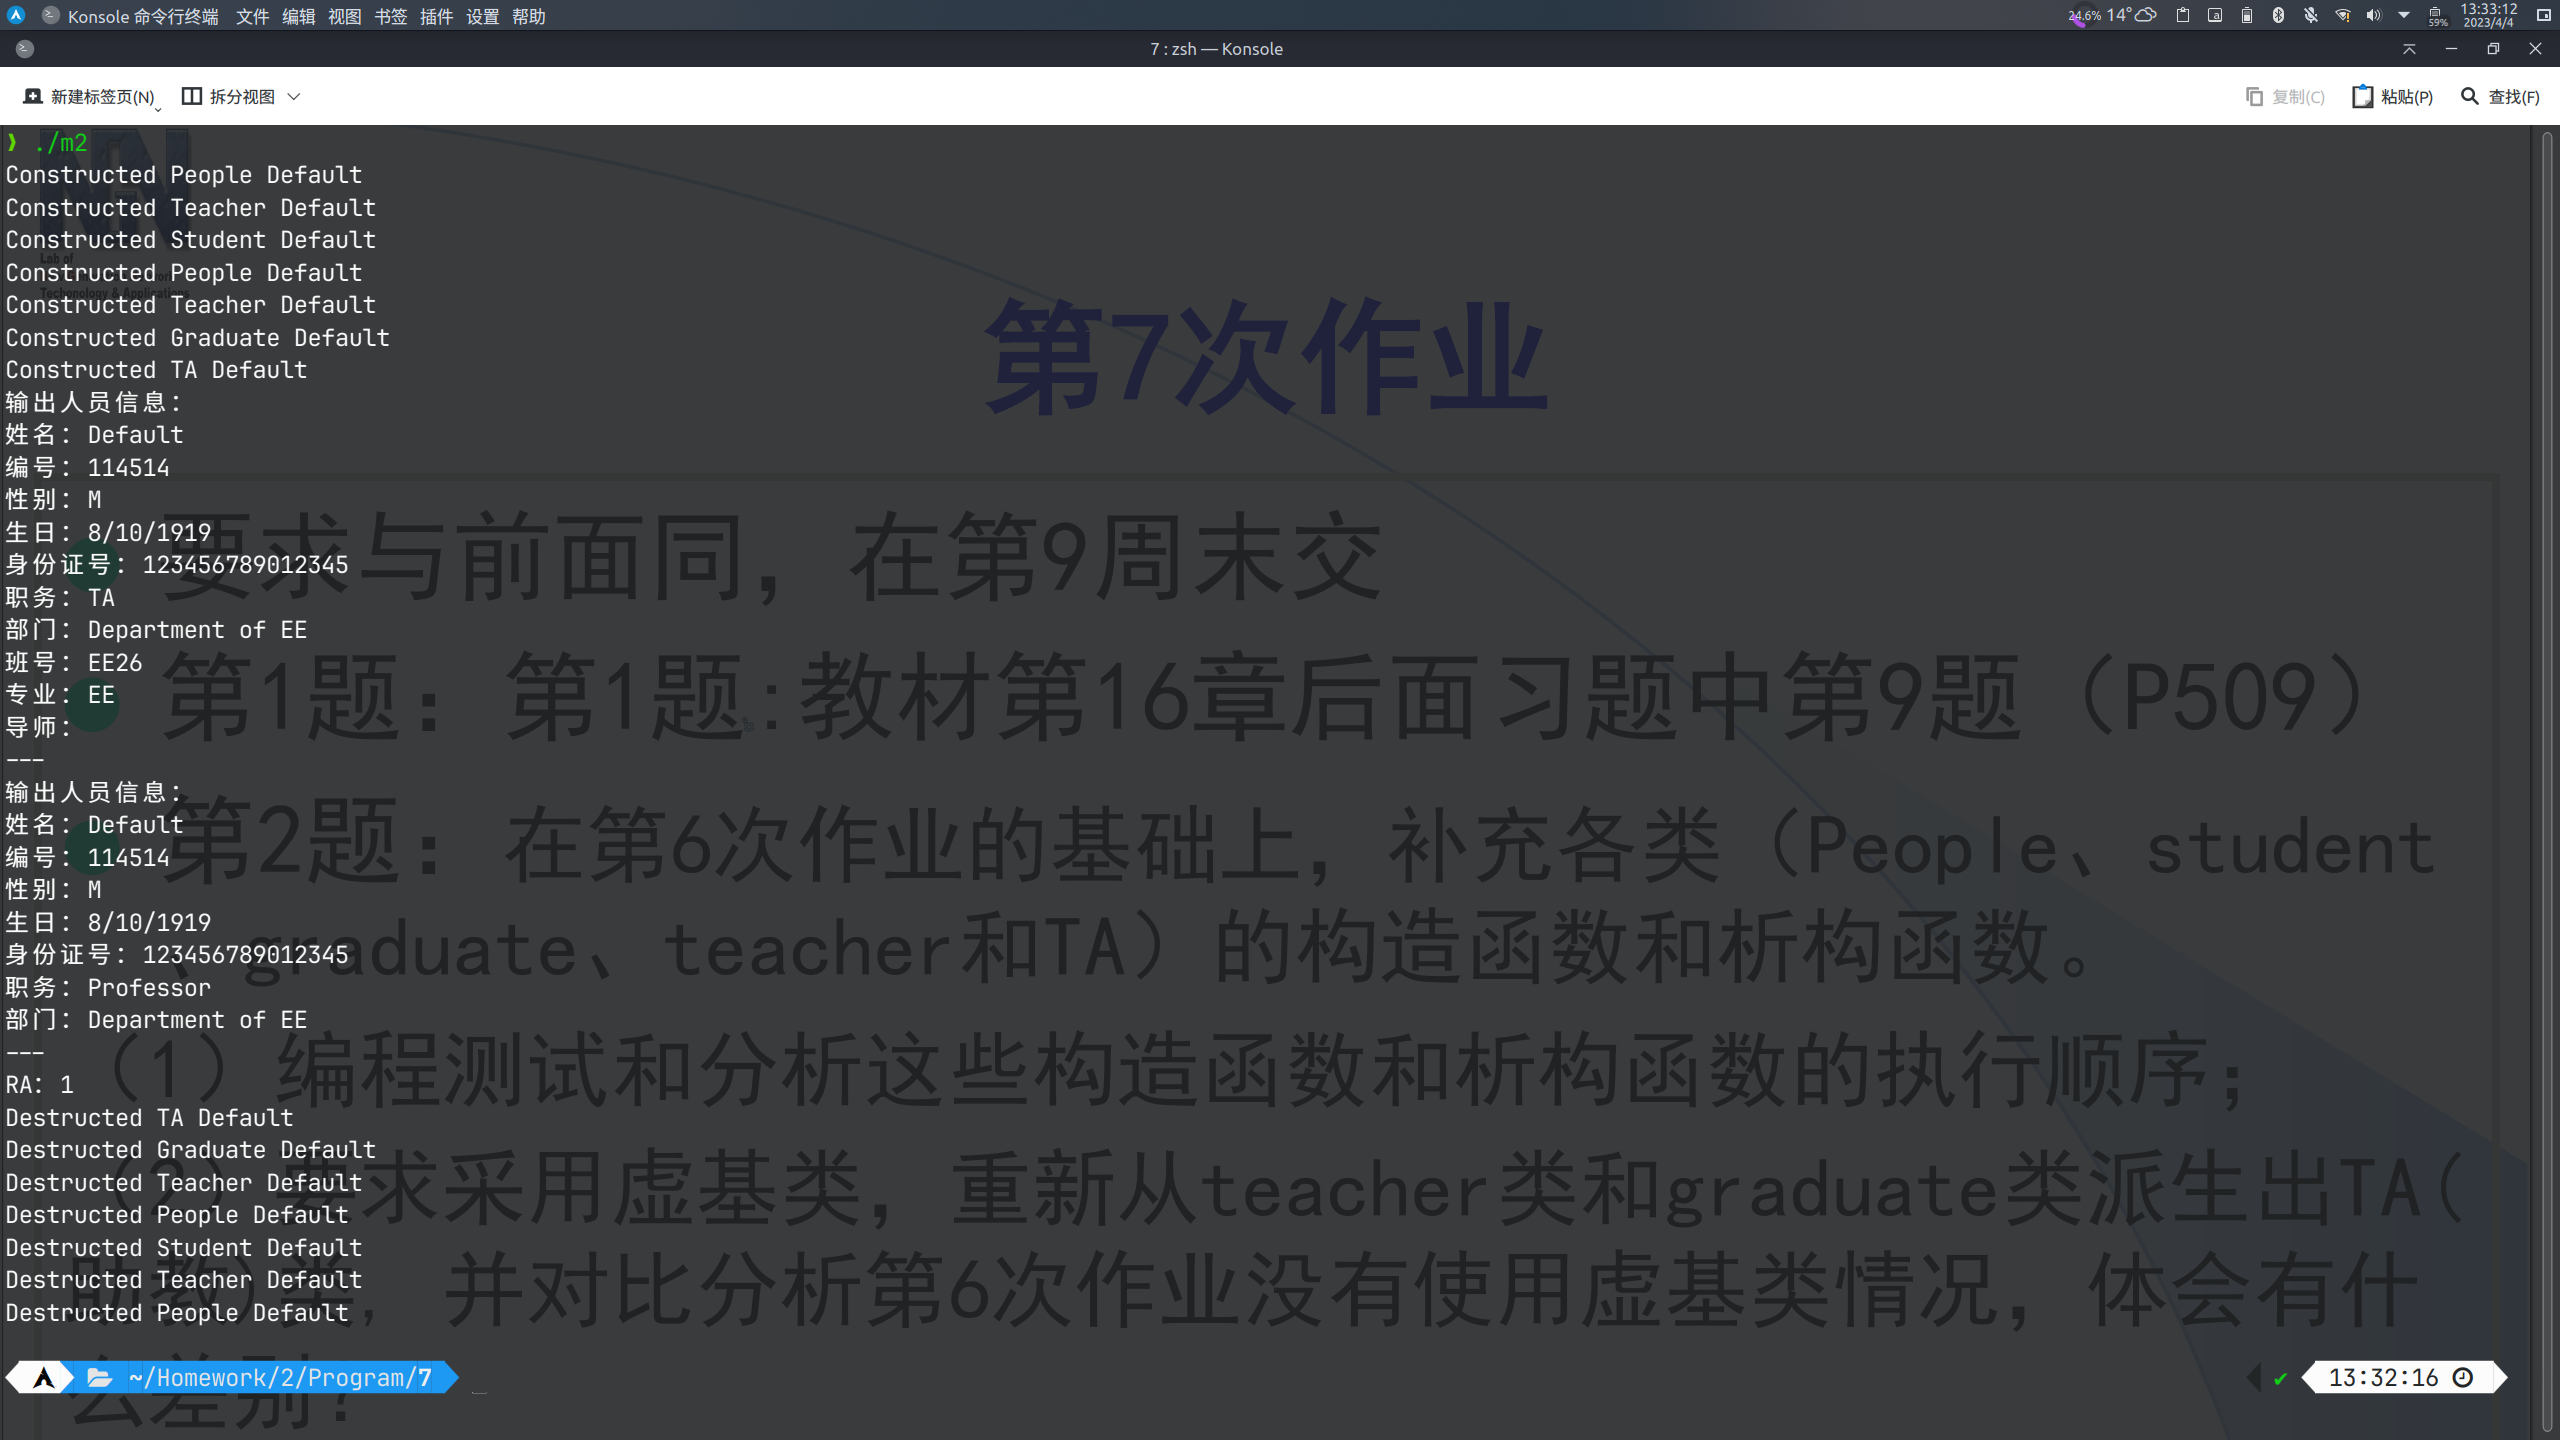 Konsole 命令行终端 文件 编辑 视图 书签 插件 设置 帮助
24.6% 14° 59% 13:33:12 2023/4/4
7 : zsh — Konsole
新建标签页(N) 拆分视图 复制(C) 粘贴(P) 查找(F)
❯ ./m2
Constructed People Default
Constructed Teacher Default
Constructed Student Default
Constructed People Default
Constructed Teacher Default
Constructed Graduate Default
Constructed TA Default
输出人员信息：
姓名：Default
编号：114514
性别：M
生日：8/10/1919
身份证号：123456789012345
职务：TA
部门：Department of EE
班号：EE26
专业：EE
导师：
---
输出人员信息：
姓名：Default
编号：114514
性别：M
生日：8/10/1919
身份证号：123456789012345
职务：Professor
部门：Department of EE
---
RA：1
Destructed TA Default
Destructed Graduate Default
Destructed Teacher Default
Destructed People Default
Destructed Student Default
Destructed Teacher Default
Destructed People Default
~/Homework/2/Program/7 ✔ 13:32:16
Lab of
Techonology & Applications
第7次作业
要求与前面同，在第9周末交
第1题：第1题:教材第16章后面习题中第9题（P509）
第2题：在第6次作业的基础上，补充各类（People、student
、graduate、teacher和TA）的构造函数和析构函数。
（1）编程测试和分析这些构造函数和析构函数的执行顺序；
（2）要求采用虚基类，重新从teacher类和graduate类派生出TA(
助教)类，并对比分析第6次作业没有使用虚基类情况，体会有什
么差别？